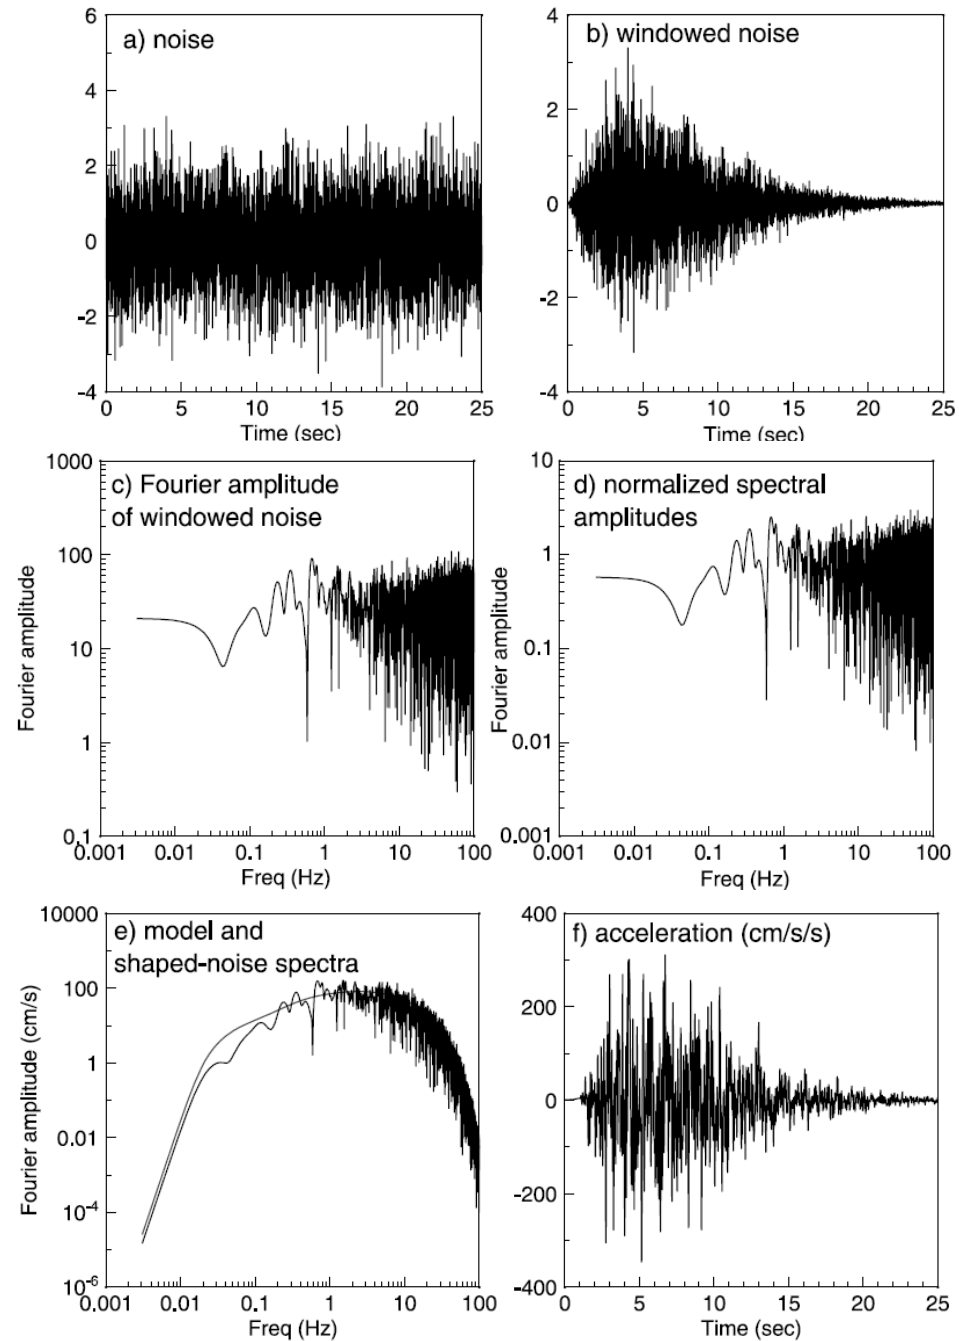 6
4
2
0
-2
-4
a) noise
0 5 10 15 20 25
Time (sec)
4
2
0
-2
-4
b) windowed noise
0 5 10 15 20 25
Time (sec)
1000
100
10
1
0.1
Fourier amplitude
c) Fourier amplitude
of windowed noise
0.001 0.01 0.1 1 10 100
Freq (Hz)
10
1
0.1
0.01
0.001
Fourier amplitude
d) normalized spectral
amplitudes
0.001 0.01 0.1 1 10 100
Freq (Hz)
10000
100
1
0.01
10-4
10-6
Fourier amplitude (cm/s)
e) model and
shaped-noise spectra
0.001 0.01 0.1 1 10 100
Freq (Hz)
400
200
0
-200
-400
f) acceleration (cm/s/s)
0 5 10 15 20 25
Time (sec)